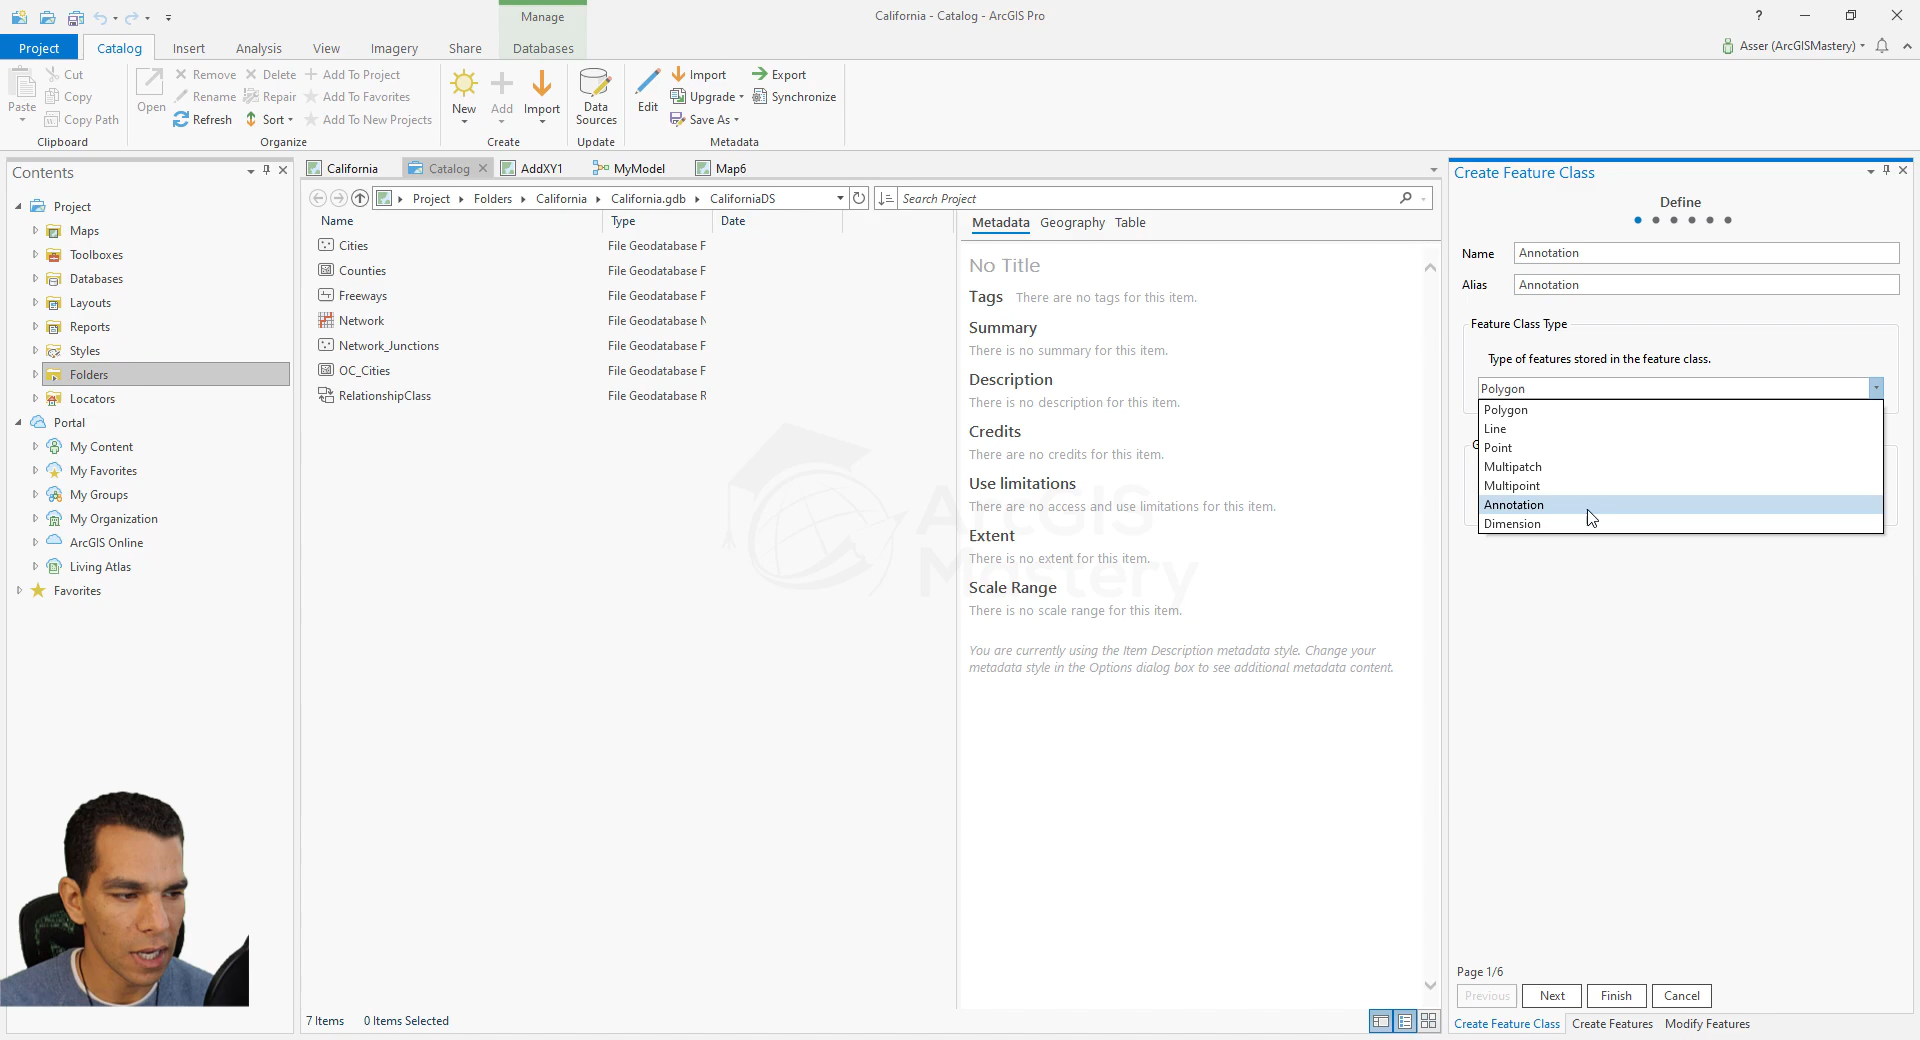 Manage
California - Catalog - ArcGIS Pro
?
Project
Catalog
Insert
Analysis
View
Imagery
Share
Databases
Asser (ArcGISMastery)
Paste
Cut
Copy
Copy Path
Clipboard
Open
Remove
Delete
Add To Project
Rename
Repair
Add To Favorites
Refresh
Sort
Add To New Projects
Organize
New
Add
Import
Create
Data
Sources
Update
Edit
Import
Export
Upgrade
Synchronize
Save As
Metadata
Contents
Project
Maps
Toolboxes
Databases
Layouts
Reports
Styles
Folders
Locators
Portal
My Content
My Favorites
My Groups
My Organization
ArcGIS Online
Living Atlas
Favorites
California
Catalog
AddXY1
MyModel
Map6
Project
Folders
California
California.gdb
CaliforniaDS
Search Project
Name
Type
Date
Cities
File Geodatabase F
Counties
File Geodatabase F
Freeways
File Geodatabase F
Network
File Geodatabase N
Network_Junctions
File Geodatabase F
OC_Cities
File Geodatabase F
RelationshipClass
File Geodatabase R
Metadata
Geography
Table
No Title
Tags
There are no tags for this item.
Summary
There is no summary for this item.
Description
There is no description for this item.
Credits
There are no credits for this item.
Use limitations
There are no access and use limitations for this item.
Extent
There is no extent for this item.
Scale Range
There is no scale range for this item.
You are currently using the Item Description metadata style. Change your
metadata style in the Options dialog box to see additional metadata content.
ArcGIS
Mastery
7 Items
0 Items Selected
Create Feature Class
Define
Name
Annotation
Alias
Annotation
Feature Class Type
Type of features stored in the feature class.
Polygon
Polygon
Line
Point
Multipatch
Multipoint
Annotation
Dimension
Page 1/6
Previous
Next
Finish
Cancel
Create Feature Class
Create Features
Modify Features